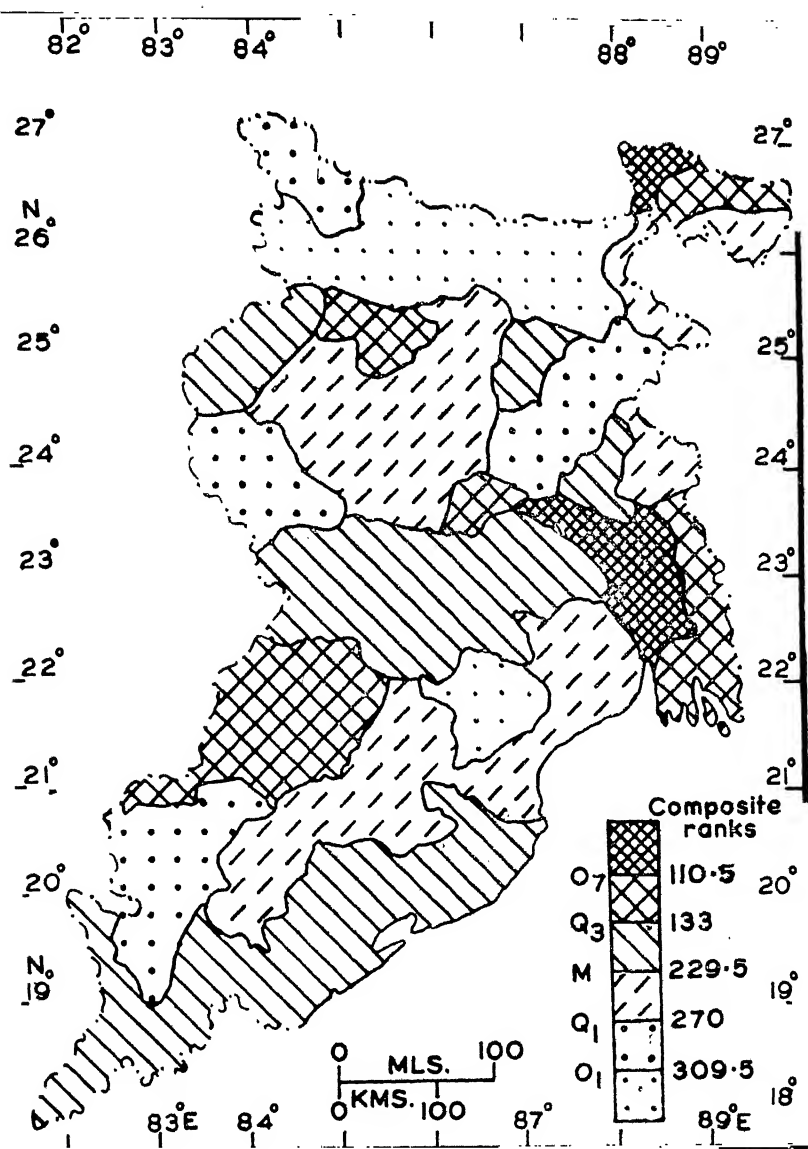 82° 83° 84° 88° 89°
27° 27°
N
26°
25° 25°
24° 24°
23° 23°
22° 22°
21° 21°
Composite
ranks
O7 110·5
20° 20°
Q3 133
M 229·5
N.
19° 19°
Q1 270
O1 309·5
0 100
MLS.
KMS.
0 100
18°
83°E 84° 87° 89°E